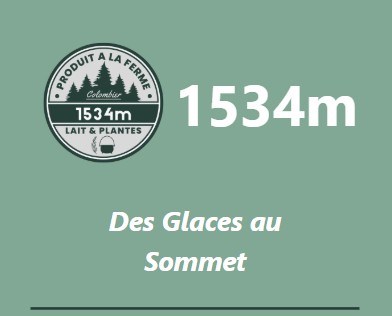 PRODUIT A LA FERME
Colombier
1534m
LAIT & PLANTES
1534m
Des Glaces au
Sommet